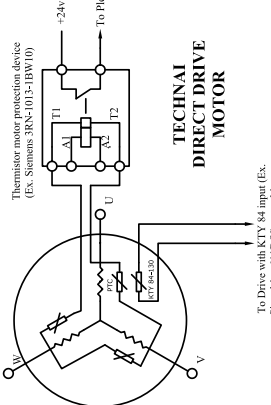 +24v
To Plc
Thermistor motor protection device
(Ex. Siemens 3RN-1013-1BW10)
T1
T2
A1
A2
TECHNAI
DIRECT DRIVE
MOTOR
U
PTC
KTY 84-130
W
V
To Drive with KTY 84 input (Ex.